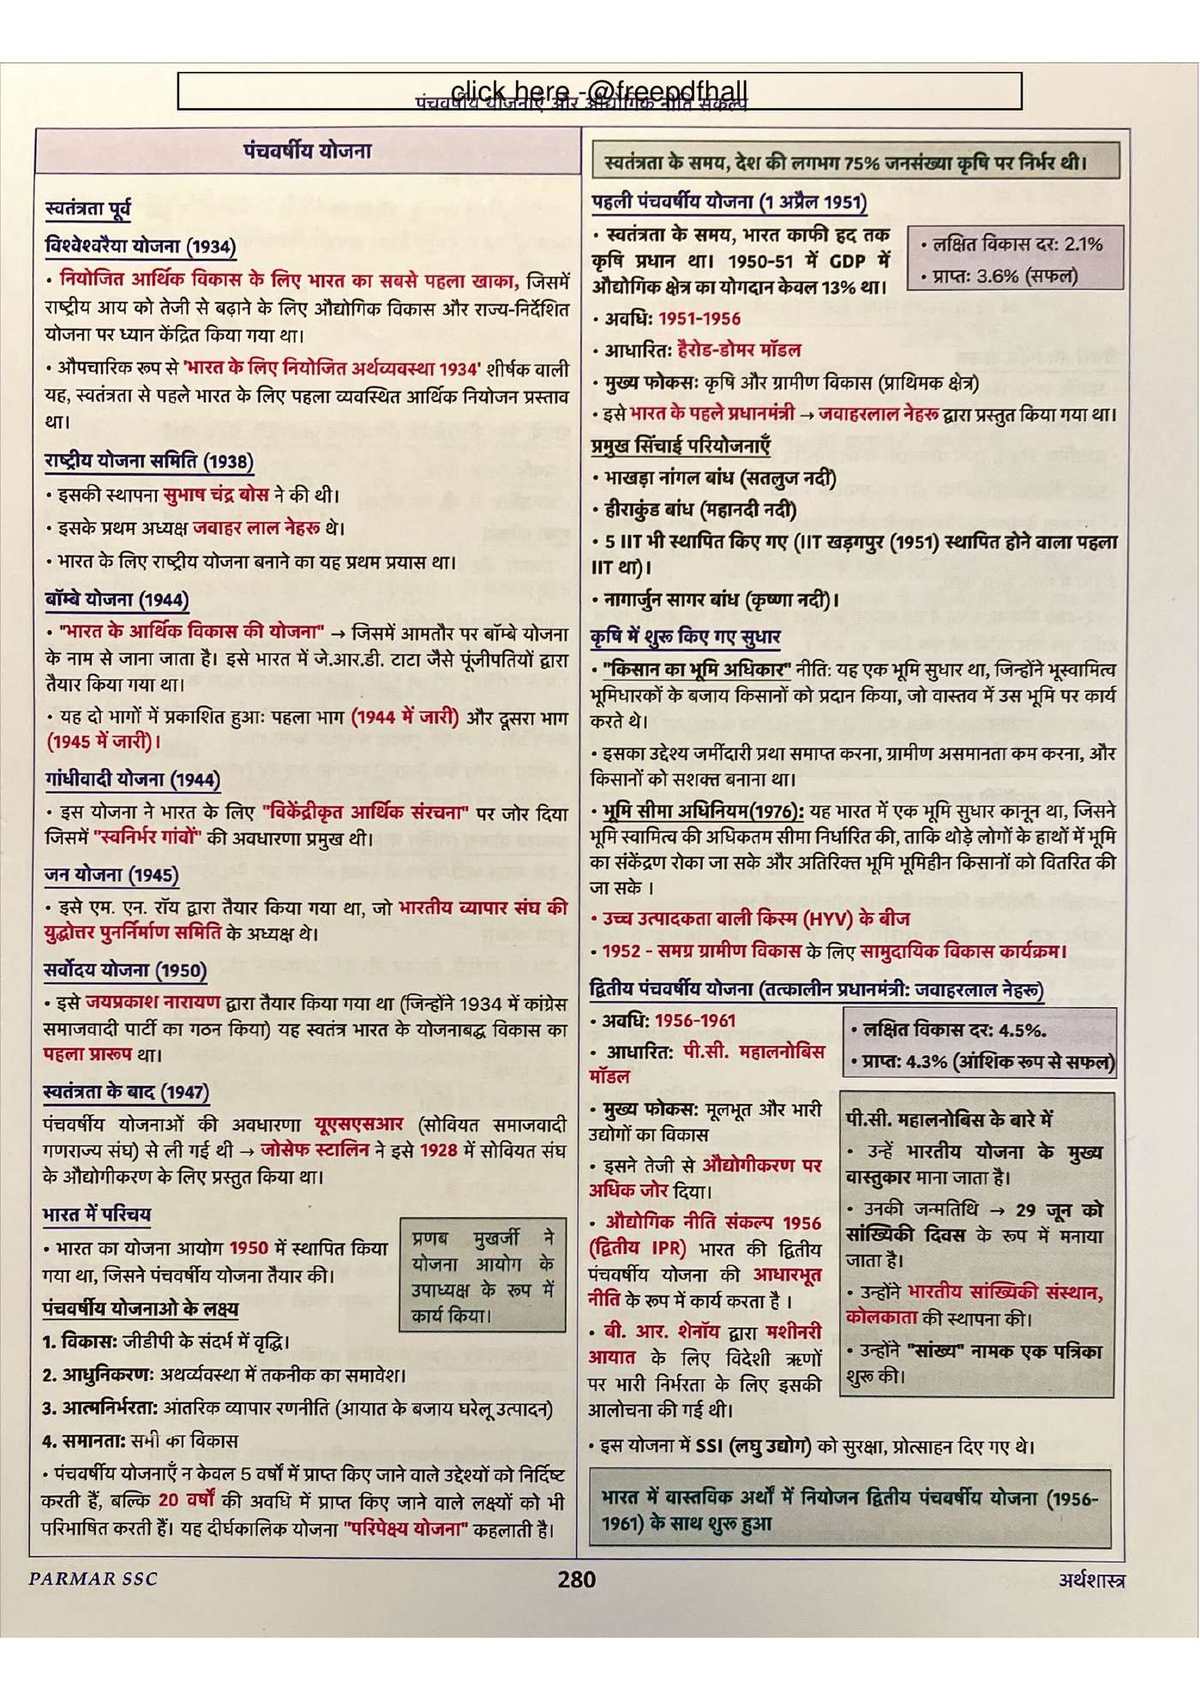 click here -@freepdfhall
पंचवर्षीय योजनाएँ और औद्योगिक नीति संकल्प
पंचवर्षीय योजना
स्वतंत्रता पूर्व
विश्वेश्वरैया योजना (1934)
• नियोजित आर्थिक विकास के लिए भारत का सबसे पहला खाका, जिसमें
राष्ट्रीय आय को तेजी से बढ़ाने के लिए औद्योगिक विकास और राज्य-निर्देशित
योजना पर ध्यान केंद्रित किया गया था।
• औपचारिक रूप से 'भारत के लिए नियोजित अर्थव्यवस्था 1934' शीर्षक वाली
यह, स्वतंत्रता से पहले भारत के लिए पहला व्यवस्थित आर्थिक नियोजन प्रस्ताव
था।
राष्ट्रीय योजना समिति (1938)
• इसकी स्थापना सुभाष चंद्र बोस ने की थी।
• इसके प्रथम अध्यक्ष जवाहर लाल नेहरू थे।
• भारत के लिए राष्ट्रीय योजना बनाने का यह प्रथम प्रयास था।
बॉम्बे योजना (1944)
• "भारत के आर्थिक विकास की योजना" → जिसमें आमतौर पर बॉम्बे योजना
के नाम से जाना जाता है। इसे भारत में जे.आर.डी. टाटा जैसे पूंजीपतियों द्वारा
तैयार किया गया था।
• यह दो भागों में प्रकाशित हुआः पहला भाग (1944 में जारी) और दूसरा भाग
(1945 में जारी)।
गांधीवादी योजना (1944)
• इस योजना ने भारत के लिए "विकेंद्रीकृत आर्थिक संरचना" पर जोर दिया
जिसमें "स्वनिर्भर गांवों" की अवधारणा प्रमुख थी।
जन योजना (1945)
• इसे एम. एन. रॉय द्वारा तैयार किया गया था, जो भारतीय व्यापार संघ की
युद्धोत्तर पुनर्निर्माण समिति के अध्यक्ष थे।
सर्वोदय योजना (1950)
• इसे जयप्रकाश नारायण द्वारा तैयार किया गया था (जिन्होंने 1934 में कांग्रेस
समाजवादी पार्टी का गठन किया) यह स्वतंत्र भारत के योजनाबद्ध विकास का
पहला प्रारूप था।
स्वतंत्रता के बाद (1947)
पंचवर्षीय योजनाओं की अवधारणा यूएसएसआर (सोवियत समाजवादी
गणराज्य संघ) से ली गई थी → जोसेफ स्टालिन ने इसे 1928 में सोवियत संघ
के औद्योगीकरण के लिए प्रस्तुत किया था।
भारत में परिचय
• भारत का योजना आयोग 1950 में स्थापित किया
गया था, जिसने पंचवर्षीय योजना तैयार की।
प्रणब मुखर्जी ने
योजना आयोग के
उपाध्यक्ष के रूप में
कार्य किया।
पंचवर्षीय योजनाओ के लक्ष्य
1. विकास: जीडीपी के संदर्भ में वृद्धि।
2. आधुनिकरणः अथर्व्यवस्था में तकनीक का समावेश।
3. आत्मनिर्भरताः आंतरिक व्यापार रणनीति (आयात के बजाय घरेलू उत्पादन)
4. समानता: सभी का विकास
• पंचवर्षीय योजनाएँ न केवल 5 वर्षों में प्राप्त किए जाने वाले उद्देश्यों को निर्दिष्ट
करती हैं, बल्कि 20 वर्षों की अवधि में प्राप्त किए जाने वाले लक्ष्यों को भी
परिभाषित करती हैं। यह दीर्घकालिक योजना "परिपेक्ष्य योजना" कहलाती है।
स्वतंत्रता के समय, देश की लगभग 75% जनसंख्या कृषि पर निर्भर थी।
पहली पंचवर्षीय योजना (1 अप्रैल 1951)
• स्वतंत्रता के समय, भारत काफी हद तक
कृषि प्रधान था। 1950-51 में GDP में
औद्योगिक क्षेत्र का योगदान केवल 13% था।
• लक्षित विकास दर: 2.1%
• प्राप्तः 3.6% (सफल)
• अवधिः 1951-1956
• आधारितः हैरोड-डोमर मॉडल
• मुख्य फोकसः कृषि और ग्रामीण विकास (प्राथिमक क्षेत्र)
• इसे भारत के पहले प्रधानमंत्री → जवाहरलाल नेहरू द्वारा प्रस्तुत किया गया था।
प्रमुख सिंचाई परियोजनाएँ
• भाखड़ा नांगल बांध (सतलुज नदी)
• हीराकुंड बांध (महानदी नदी)
• 5 IIT भी स्थापित किए गए (IIT खड़गपुर (1951) स्थापित होने वाला पहला
IIT था)।
• नागार्जुन सागर बांध (कृष्णा नदी)।
कृषि में शुरू किए गए सुधार
• "किसान का भूमि अधिकार" नीतिः यह एक भूमि सुधार था, जिन्होंने भूस्वामित्व
भूमिधारकों के बजाय किसानों को प्रदान किया, जो वास्तव में उस भूमि पर कार्य
करते थे।
• इसका उद्देश्य जमींदारी प्रथा समाप्त करना, ग्रामीण असमानता कम करना, और
किसानों को सशक्त बनाना था।
• भूमि सीमा अधिनियम(1976): यह भारत में एक भूमि सुधार कानून था, जिसने
भूमि स्वामित्व की अधिकतम सीमा निर्धारित की, ताकि थोड़े लोगों के हाथों में भूमि
का संकेंद्रण रोका जा सके और अतिरिक्त भूमि भूमिहीन किसानों को वितरित की
जा सके ।
• उच्च उत्पादकता वाली किस्म (HYV) के बीज
• 1952 - समग्र ग्रामीण विकास के लिए सामुदायिक विकास कार्यक्रम।
द्वितीय पंचवर्षीय योजना (तत्कालीन प्रधानमंत्री: जवाहरलाल नेहरू)
• अवधि: 1956-1961
• आधारित: पी.सी. महालनोबिस
मॉडल
• लक्षित विकास दर: 4.5%.
• प्राप्त: 4.3% (आंशिक रूप से सफल)
• मुख्य फोकस: मूलभूत और भारी
उद्योगों का विकास
• इसने तेजी से औद्योगीकरण पर
अधिक जोर दिया।
• औद्योगिक नीति संकल्प 1956
(द्वितीय IPR) भारत की द्वितीय
पंचवर्षीय योजना की आधारभूत
नीति के रूप में कार्य करता है ।
• बी. आर. शेनॉय द्वारा मशीनरी
आयात के लिए विदेशी ऋणों
पर भारी निर्भरता के लिए इसकी
आलोचना की गई थी।
पी.सी. महालनोबिस के बारे में
• उन्हें भारतीय योजना के मुख्य
वास्तुकार माना जाता है।
• उनकी जन्मतिथि → 29 जून को
सांख्यिकी दिवस के रूप में मनाया
जाता है।
• उन्होंने भारतीय सांख्यिकी संस्थान,
कोलकाता की स्थापना की।
• उन्होंने "सांख्य" नामक एक पत्रिका
शुरू की।
• इस योजना में SSI (लघु उद्योग) को सुरक्षा, प्रोत्साहन दिए गए थे।
भारत में वास्तविक अर्थों में नियोजन द्वितीय पंचवर्षीय योजना (1956-
1961) के साथ शुरू हुआ
PARMAR SSC
280
अर्थशास्त्र